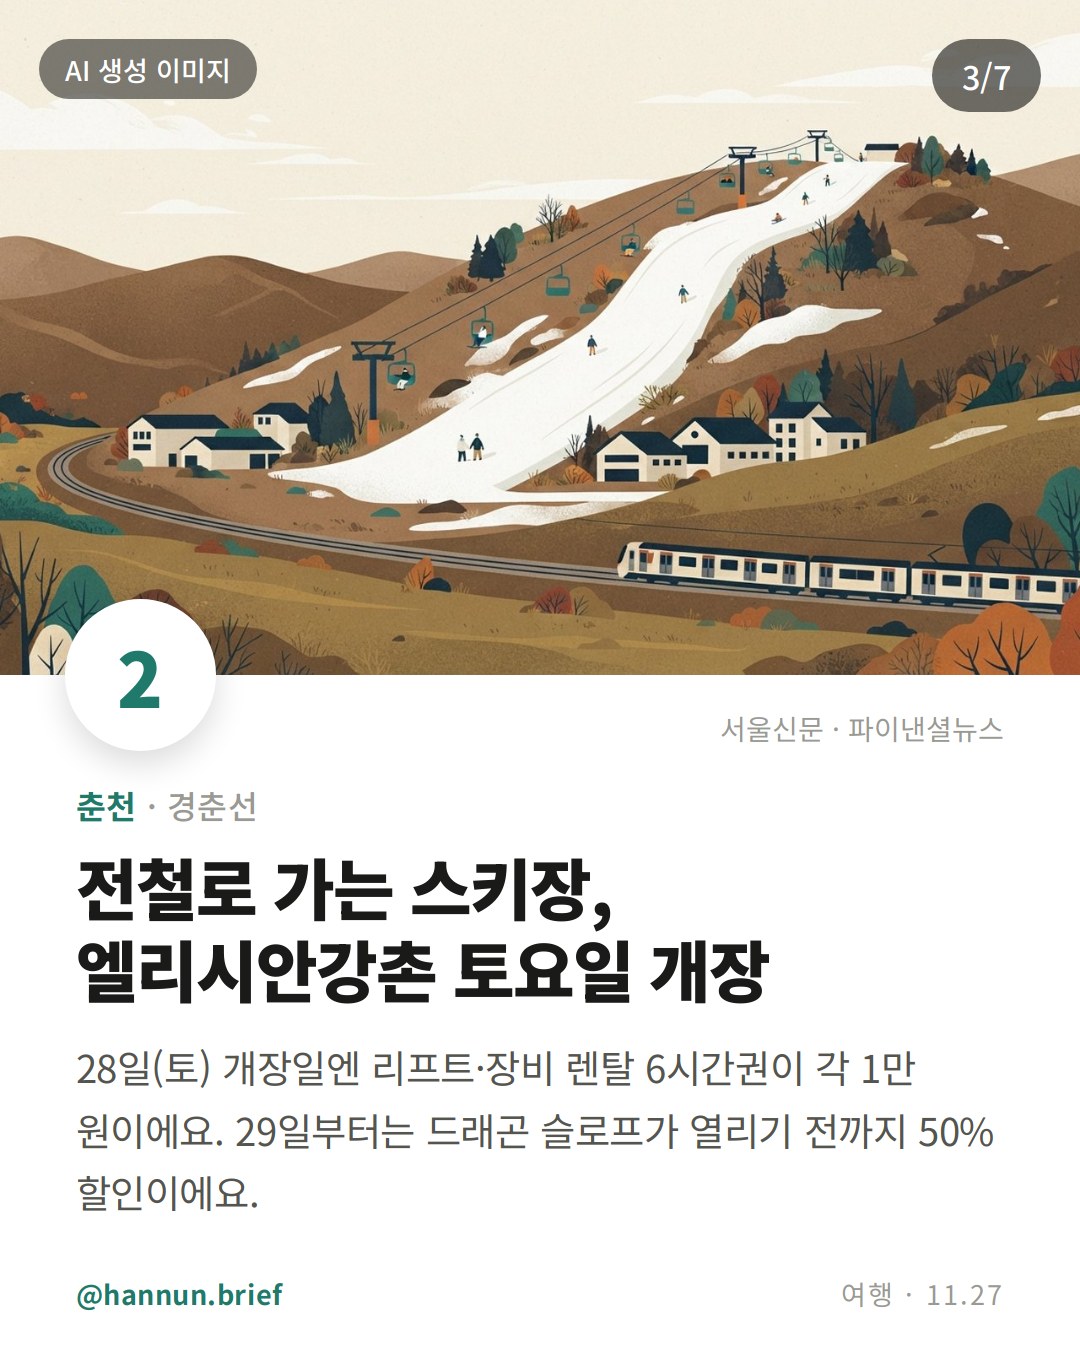 AI 생성 이미지
3/7
2
서울신문 · 파이낸셜뉴스
춘천 · 경춘선
전철로 가는 스키장,
엘리시안강촌 토요일 개장
28일(토) 개장일엔 리프트·장비 렌탈 6시간권이 각 1만
원이에요. 29일부터는 드래곤 슬로프가 열리기 전까지 50%
할인이에요.
@hannun.brief
여행 · 11.27